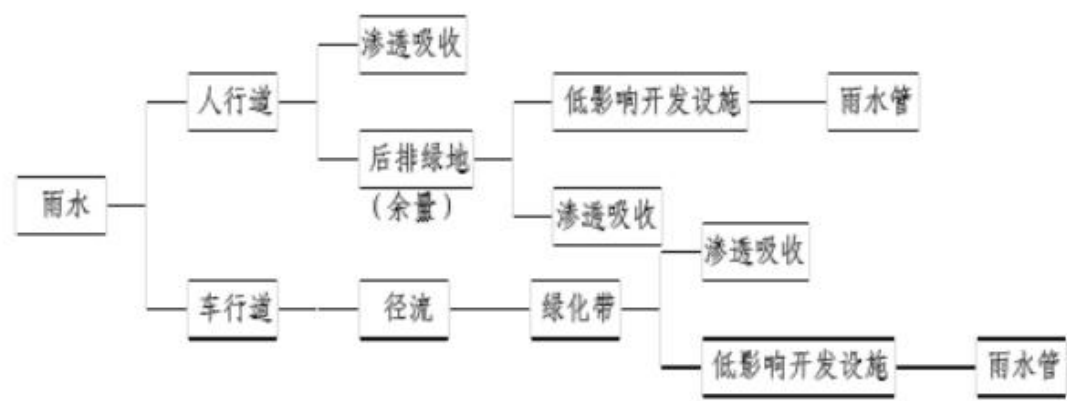 渗透吸收
人行道
低影响开发设施
雨水管
后排绿地
(余量)
雨水
渗透吸收
渗透吸收
车行道
径流
绿化带
低影响开发设施
雨水管